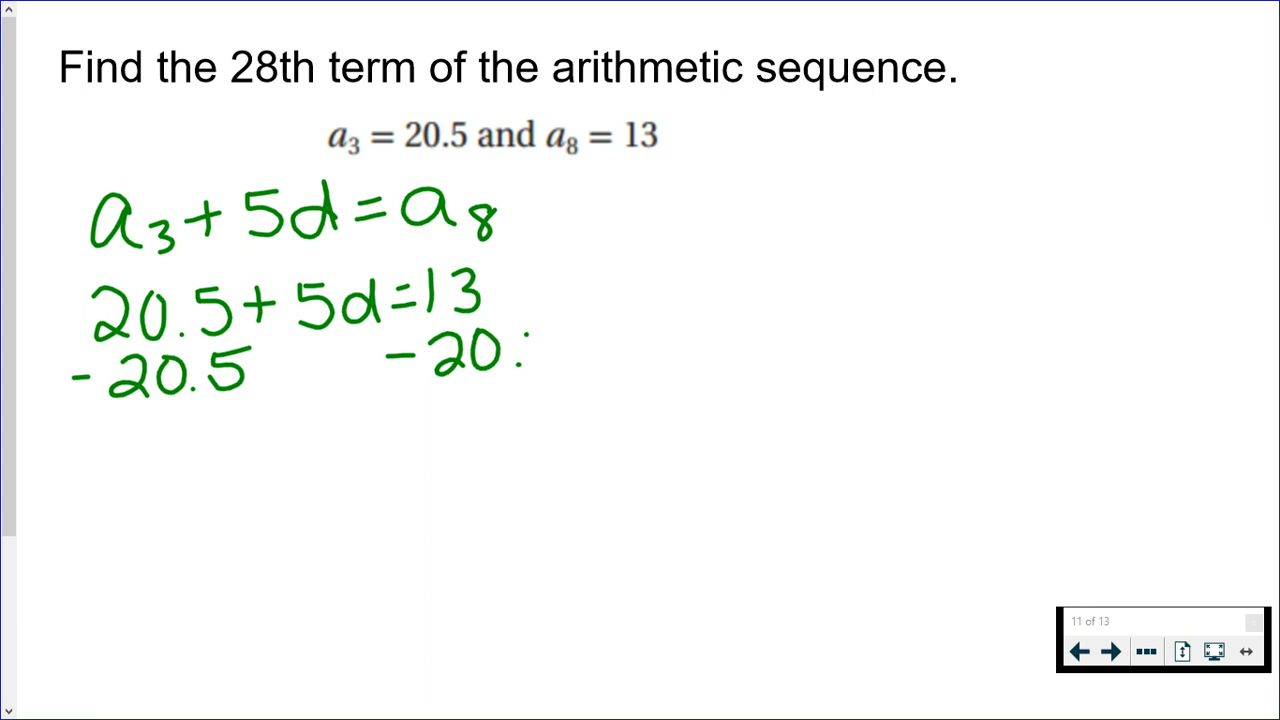 Find the 28th term of the arithmetic sequence.
a₃ = 20.5 and a₈ = 13
a₃ + 5d = a₈
20.5 + 5d = 13
- 20.5 - 20.
11 of 13